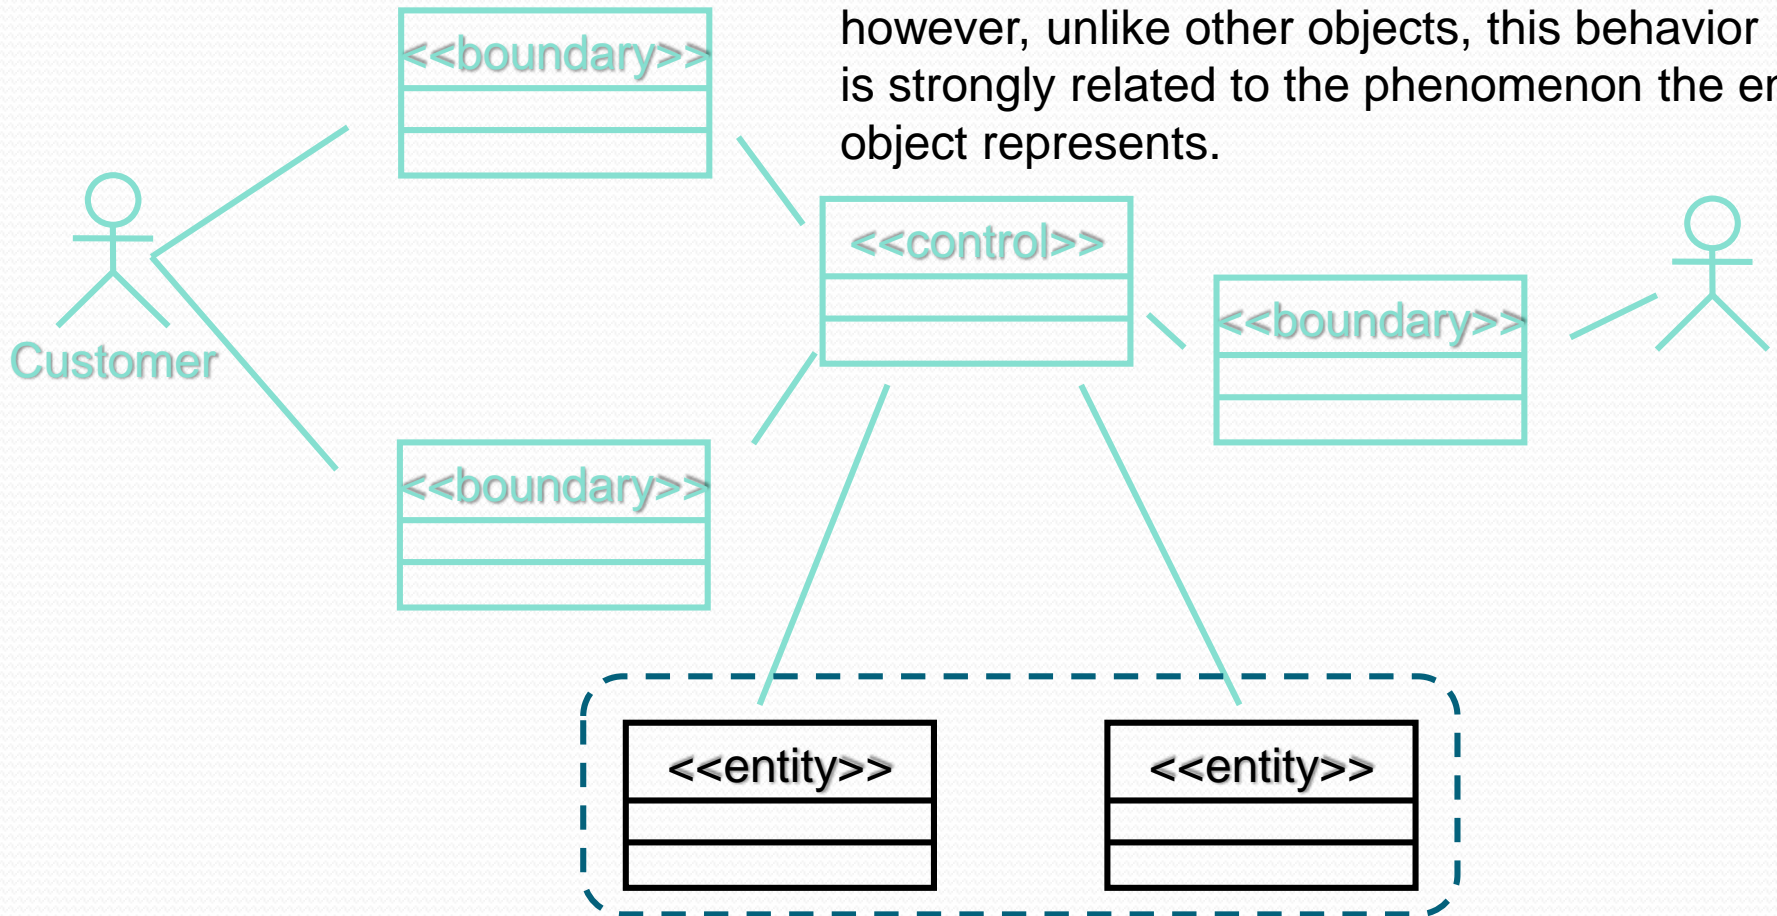 however, unlike other objects, this behavior
is strongly related to the phenomenon the
object represents.
<<boundary>>
<<control>>
<<boundary>>
Customer
<<boundary>>
<<entity>>
<<entity>>